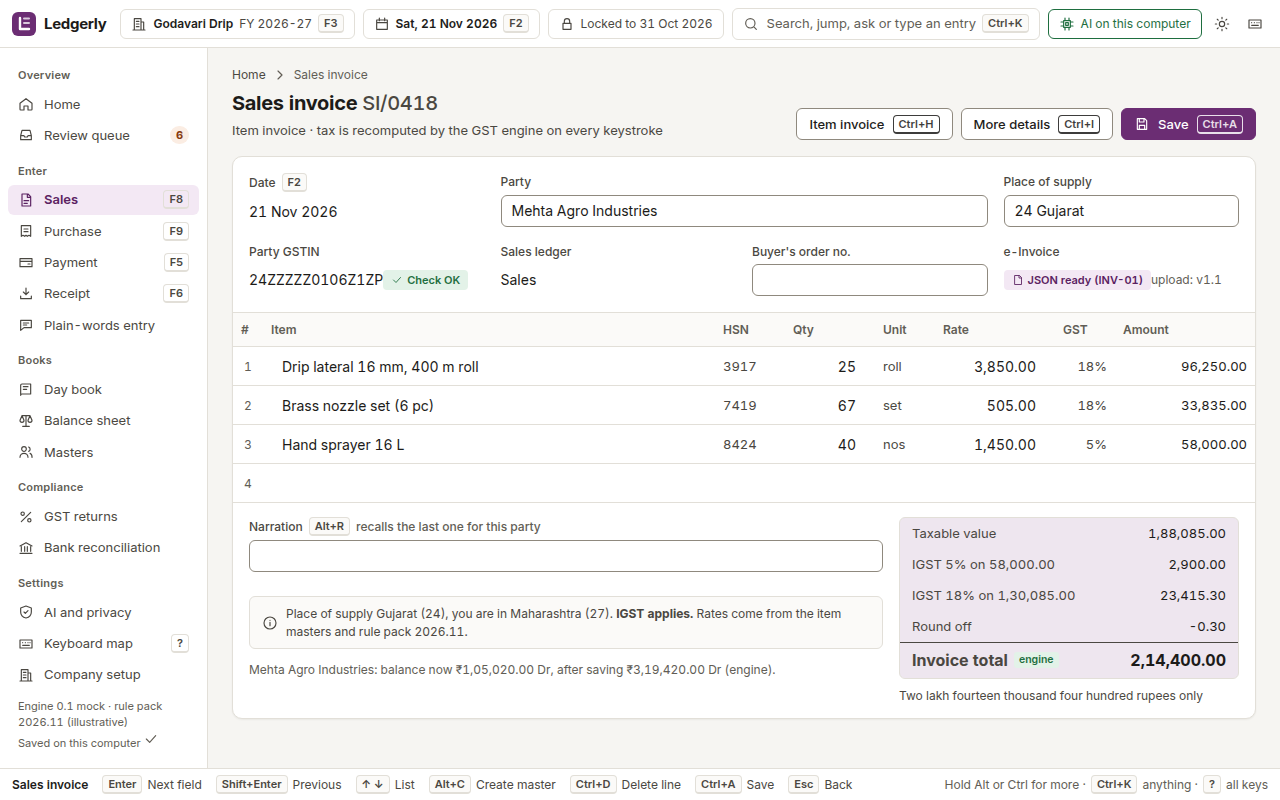 Ledgerly
Godavari Drip FY 2026-27 F3
Sat, 21 Nov 2026 F2
Locked to 31 Oct 2026
Search, jump, ask or type an entry Ctrl+K
AI on this computer
Overview
Home
Review queue 6
Enter
Sales F8
Purchase F9
Payment F5
Receipt F6
Plain-words entry
Books
Day book
Balance sheet
Masters
Compliance
GST returns
Bank reconciliation
Settings
AI and privacy
Keyboard map ?
Company setup
Engine 0.1 mock · rule pack
2026.11 (illustrative)
Saved on this computer
Home Sales invoice
Sales invoice SI/0418
Item invoice · tax is recomputed by the GST engine on every keystroke
Item invoice Ctrl+H
More details Ctrl+I
Save Ctrl+A
Date F2
21 Nov 2026
Party
Mehta Agro Industries
Place of supply
24 Gujarat
Party GSTIN
24ZZZZZ0106Z1ZP Check OK
Sales ledger
Sales
Buyer's order no.
e-Invoice
JSON ready (INV-01) upload: v1.1
# Item HSN Qty Unit Rate GST Amount
1 Drip lateral 16 mm, 400 m roll 3917 25 roll 3,850.00 18% 96,250.00
2 Brass nozzle set (6 pc) 7419 67 set 505.00 18% 33,835.00
3 Hand sprayer 16 L 8424 40 nos 1,450.00 5% 58,000.00
4
Narration Alt+R recalls the last one for this party
Place of supply Gujarat (24), you are in Maharashtra (27). IGST applies. Rates come from the item
masters and rule pack 2026.11.
Mehta Agro Industries: balance now ₹1,05,020.00 Dr, after saving ₹3,19,420.00 Dr (engine).
Taxable value 1,88,085.00
IGST 5% on 58,000.00 2,900.00
IGST 18% on 1,30,085.00 23,415.30
Round off -0.30
Invoice total engine 2,14,400.00
Two lakh fourteen thousand four hundred rupees only
Sales invoice Enter Next field Shift+Enter Previous ↑↓ List Alt+C Create master Ctrl+D Delete line Ctrl+A Save Esc Back
Hold Alt or Ctrl for more · Ctrl+K anything · ? all keys